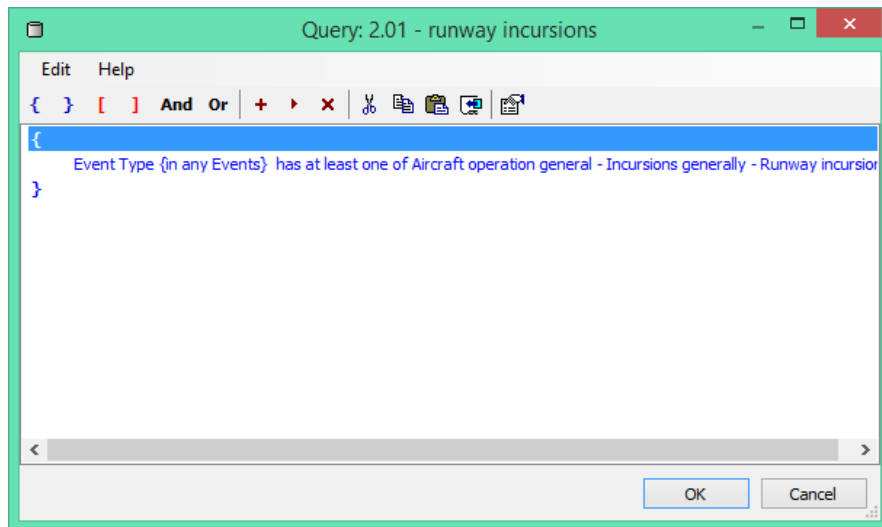 Query: 2.01 - runway incursions
Edit Help
{ } [ ] And Or
{
Event Type {in any Events} has at least one of Aircraft operation general - Incursions generally - Runway
}
OK Cancel